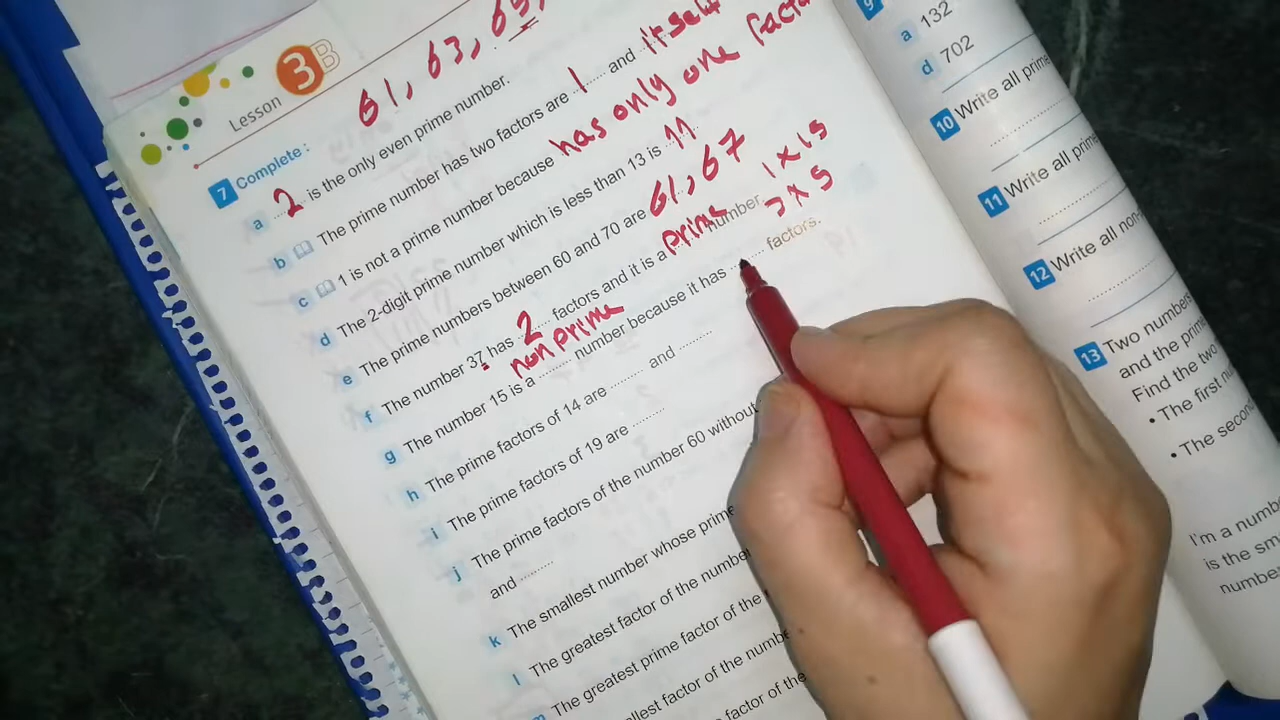 Lesson 3B
61, 63, 65,
7 Complete :
a 2 is the only even prime number.
b The prime number has two factors are 1 and itself
c 1 is not a prime number because has only one facto
d The 2-digit prime number which is less than 13 is 11.
e The prime numbers between 60 and 70 are 61, 67
f The number 37 has 2 factors and it is a prime number.
1 × 15
3 × 5
g The number 15 is a non prime number because it has ........ factors.
h The prime factors of 14 are ........ and ........
i The prime factors of 19 are ........
j The prime factors of the number 60 without
and ........
k The smallest number whose prime
l The greatest factor of the number
m The greatest prime factor of the
allest factor of the numbe
factor of the
9
a 132
d 702
10 Write all prime
11 Write all prime
12 Write all non-
13 Two numbers
and the prime
Find the two
• The first nu
• The second
I'm a numbe
is the sm
number